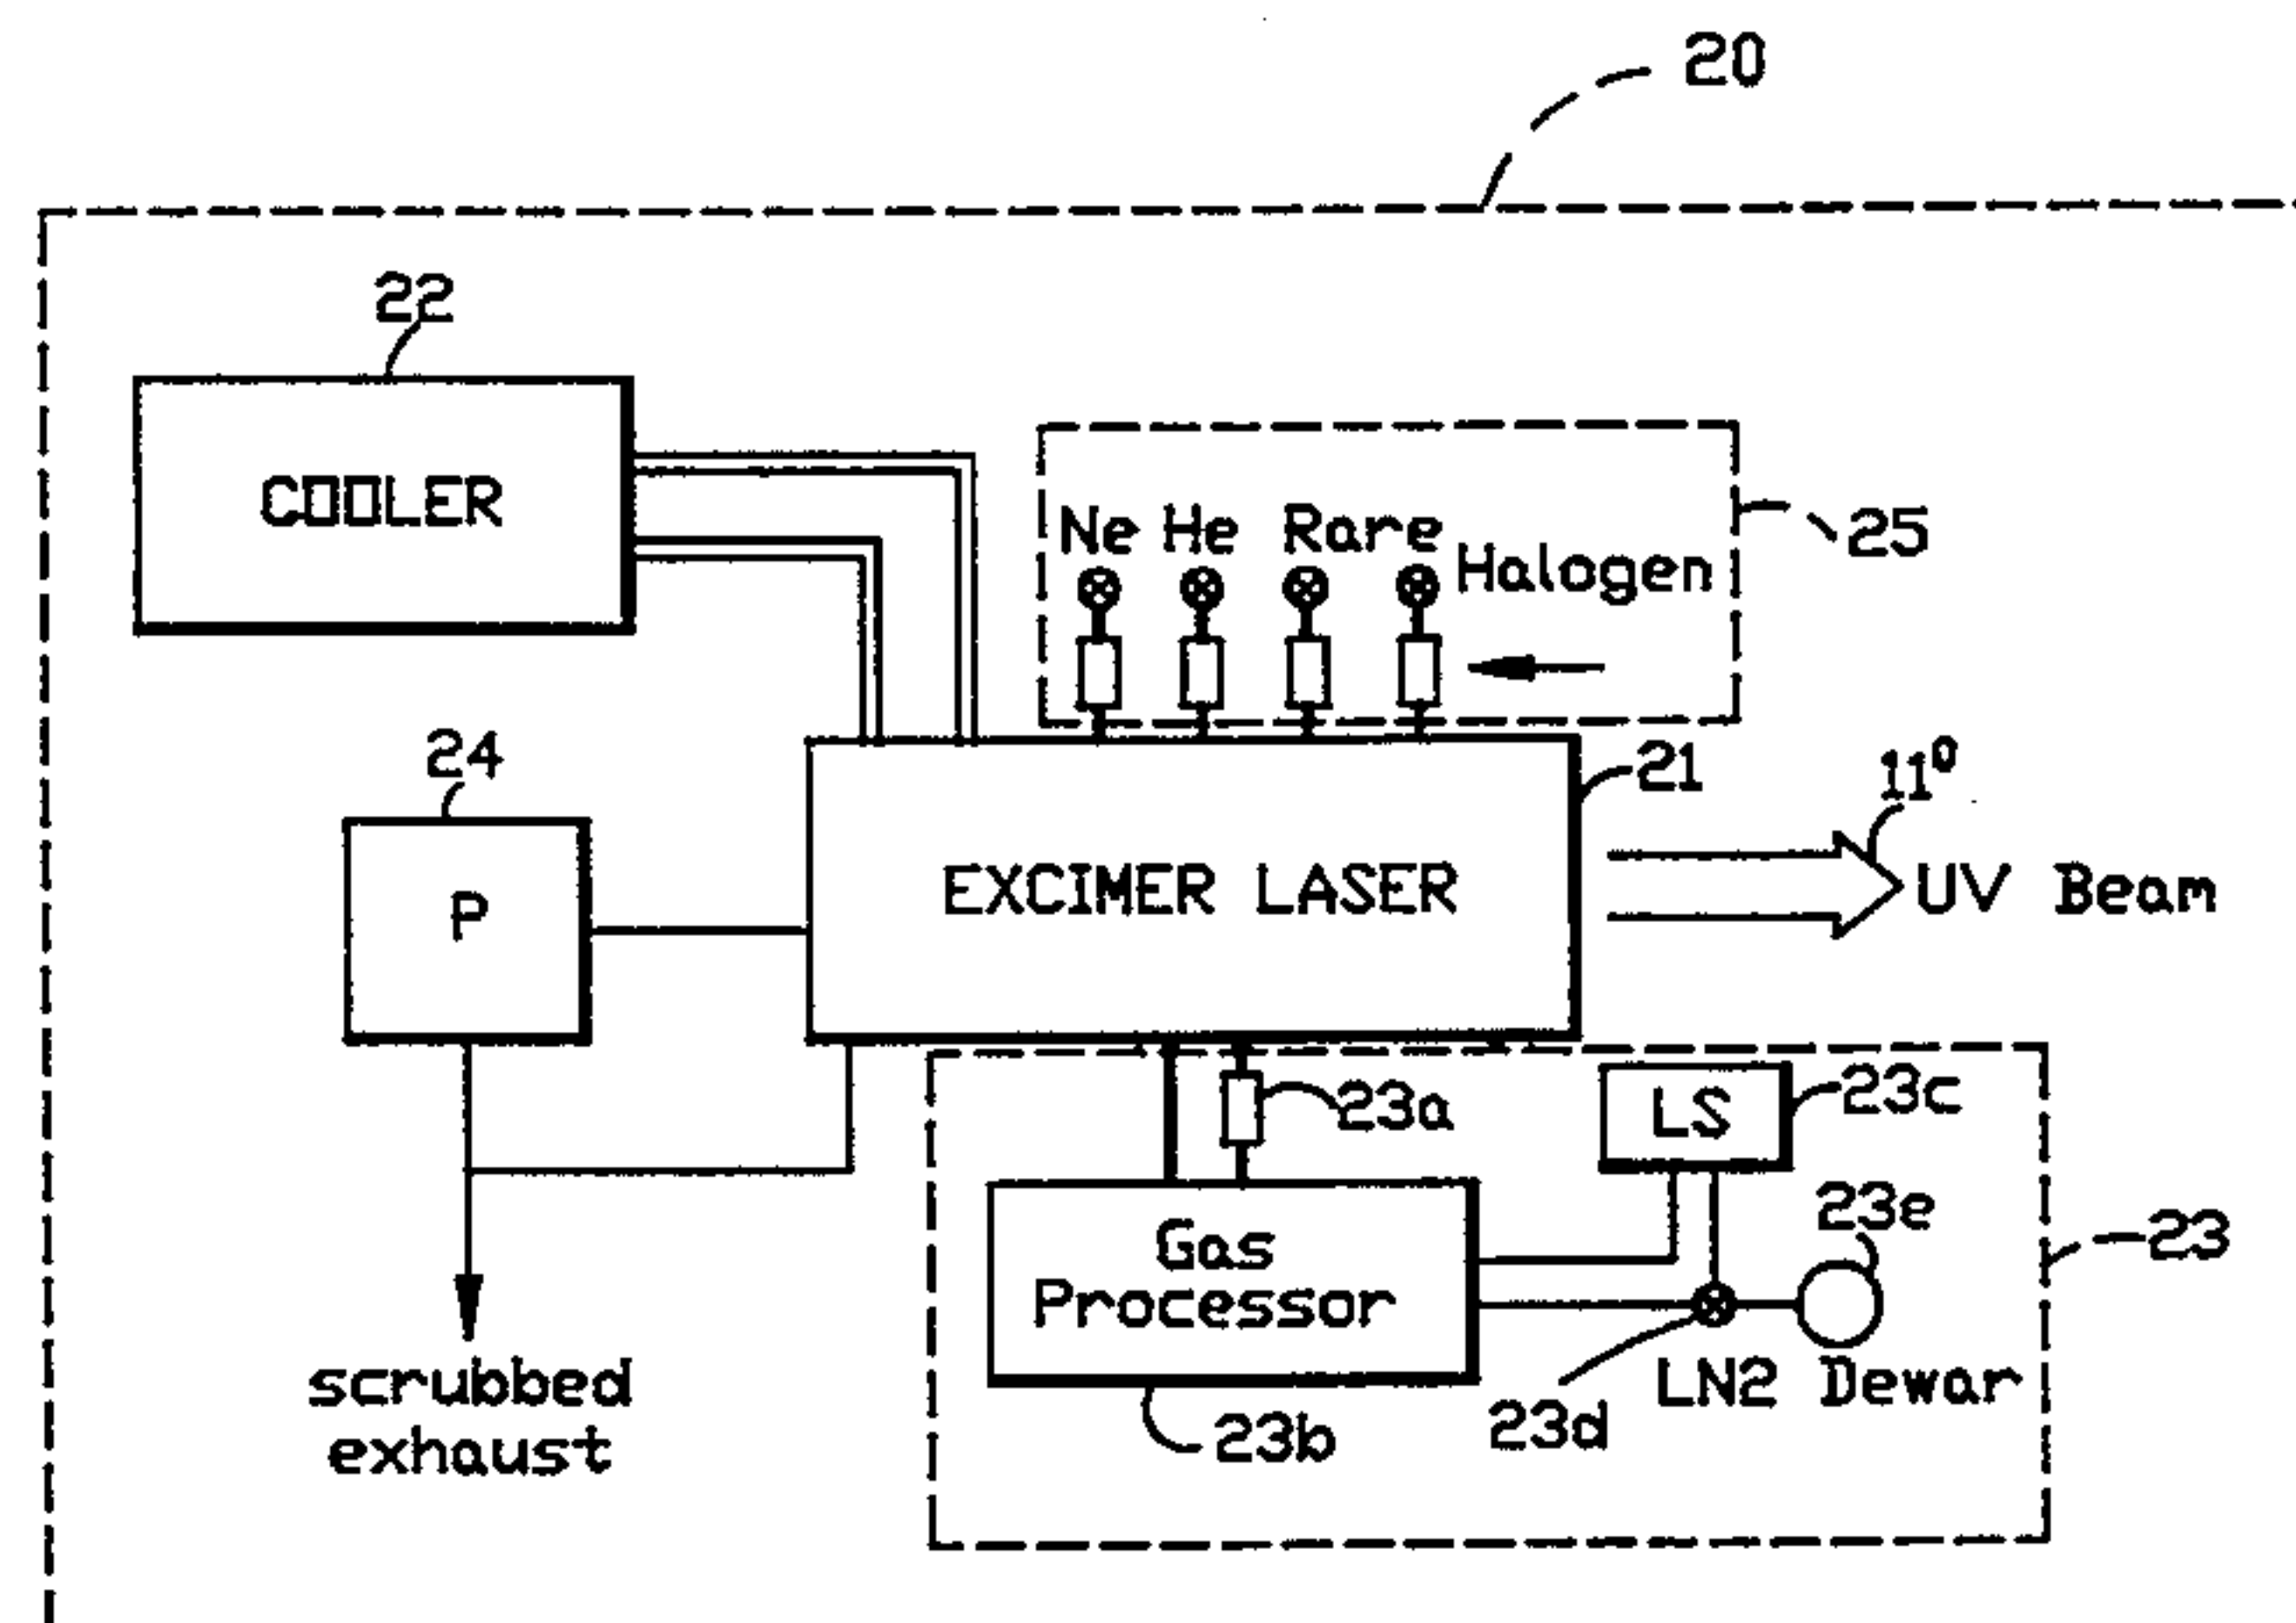 20
22
COOLER
Ne He Rare
Halogen
25
24
21
11⁰
P
EXCIMER LASER
UV Beam
23a
LS
23c
Gas
Processor
23e
23
scrubbed
exhaust
23b
23d
LN2 Dewar